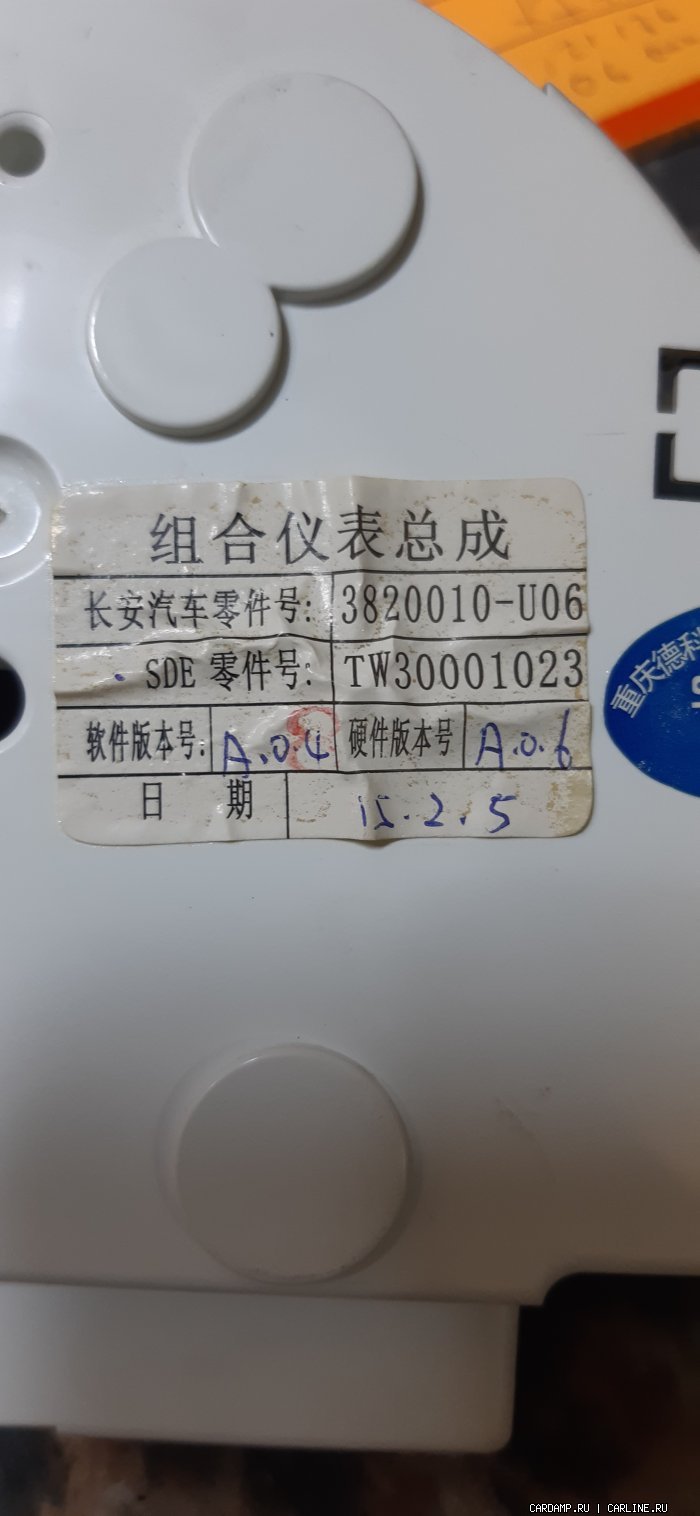 组合仪表总成
长安汽车零件号: 3820010-U06
SDE 零件号: TW30001023
软件版本号: A.0.4 硬件版本号 A.0.6
日 期 15.2.5
重庆德科
CARDAMP.RU | CARLINE.RU